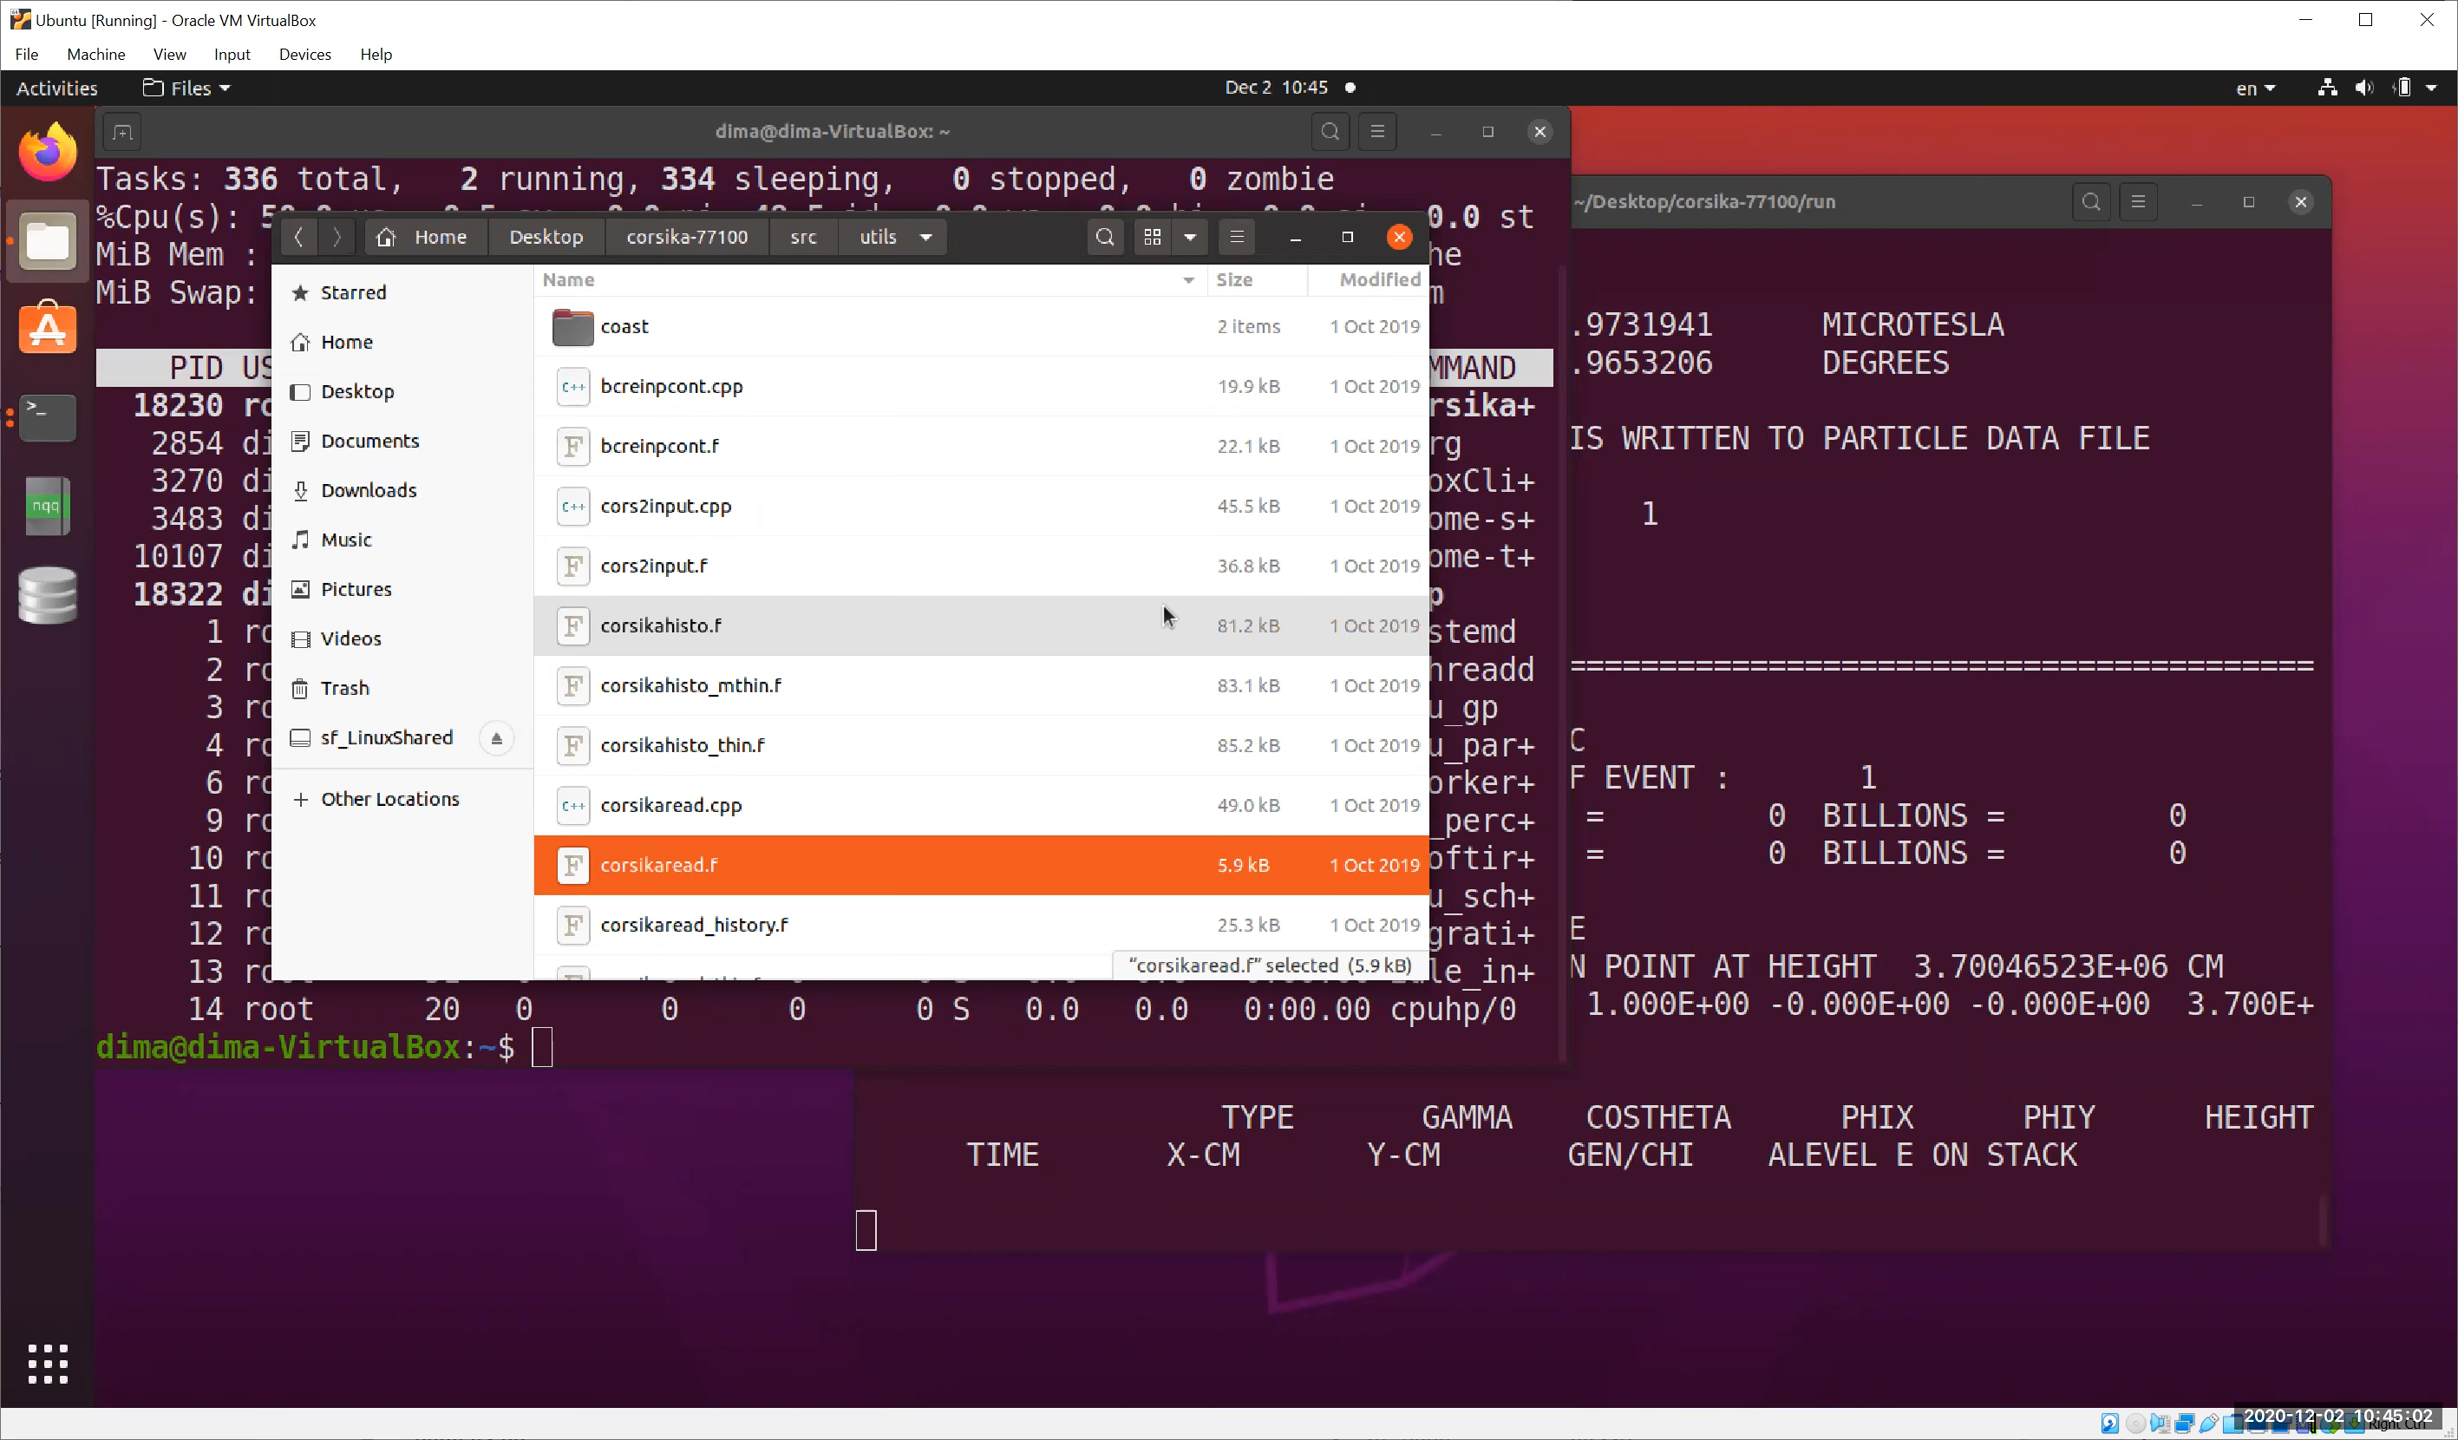 Ubuntu [Running] - Oracle VM VirtualBox
File Machine View Input Devices Help
Activities Files Dec 2 10:45 en
dima@dima-VirtualBox: ~
Tasks: 336 total, 2 running, 334 sleeping, 0 stopped, 0 zombie
%Cpu(s): 0.0 st
MiB Mem :
MiB Swap:
PID
18230
2854
3270
3483
10107
18322
1
2
3
4
6
9
10
11
12
13
14 root 20 0 0 0 0 S 0.0 0.0 0:00.00 cpuhp/0
dima@dima-VirtualBox:~$
Home Desktop corsika-77100 src utils
Starred
Home
Desktop
Documents
Downloads
Music
Pictures
Videos
Trash
sf_LinuxShared
Other Locations
Name Size Modified
coast 2 items 1 Oct 2019
bcreinpcont.cpp 19.9 kB 1 Oct 2019
bcreinpcont.f 22.1 kB 1 Oct 2019
cors2input.cpp 45.5 kB 1 Oct 2019
cors2input.f 36.8 kB 1 Oct 2019
corsikahisto.f 81.2 kB 1 Oct 2019
corsikahisto_mthin.f 83.1 kB 1 Oct 2019
corsikahisto_thin.f 85.2 kB 1 Oct 2019
corsikaread.cpp 49.0 kB 1 Oct 2019
corsikaread.f 5.9 kB 1 Oct 2019
corsikaread_history.f 25.3 kB 1 Oct 2019
“corsikaread.f” selected (5.9 kB)
MMAND
rsika+
rg
oxCli+
ome-s+
ome-t+
p
stemd
hreadd
u_gp
u_par+
orker+
_perc+
oftir+
u_sch+
grati+
le_in+
~/Desktop/corsika-77100/run
.9731941 MICROTESLA
.9653206 DEGREES
IS WRITTEN TO PARTICLE DATA FILE
1
=========================================
C
F EVENT : 1
= 0 BILLIONS = 0
= 0 BILLIONS = 0
E
N POINT AT HEIGHT 3.70046523E+06 CM
1.000E+00 -0.000E+00 -0.000E+00 3.700E+
TYPE GAMMA COSTHETA PHIX PHIY HEIGHT
TIME X-CM Y-CM GEN/CHI ALEVEL E ON STACK
nqq
2020-12-02 10:45:02
Right Ctrl